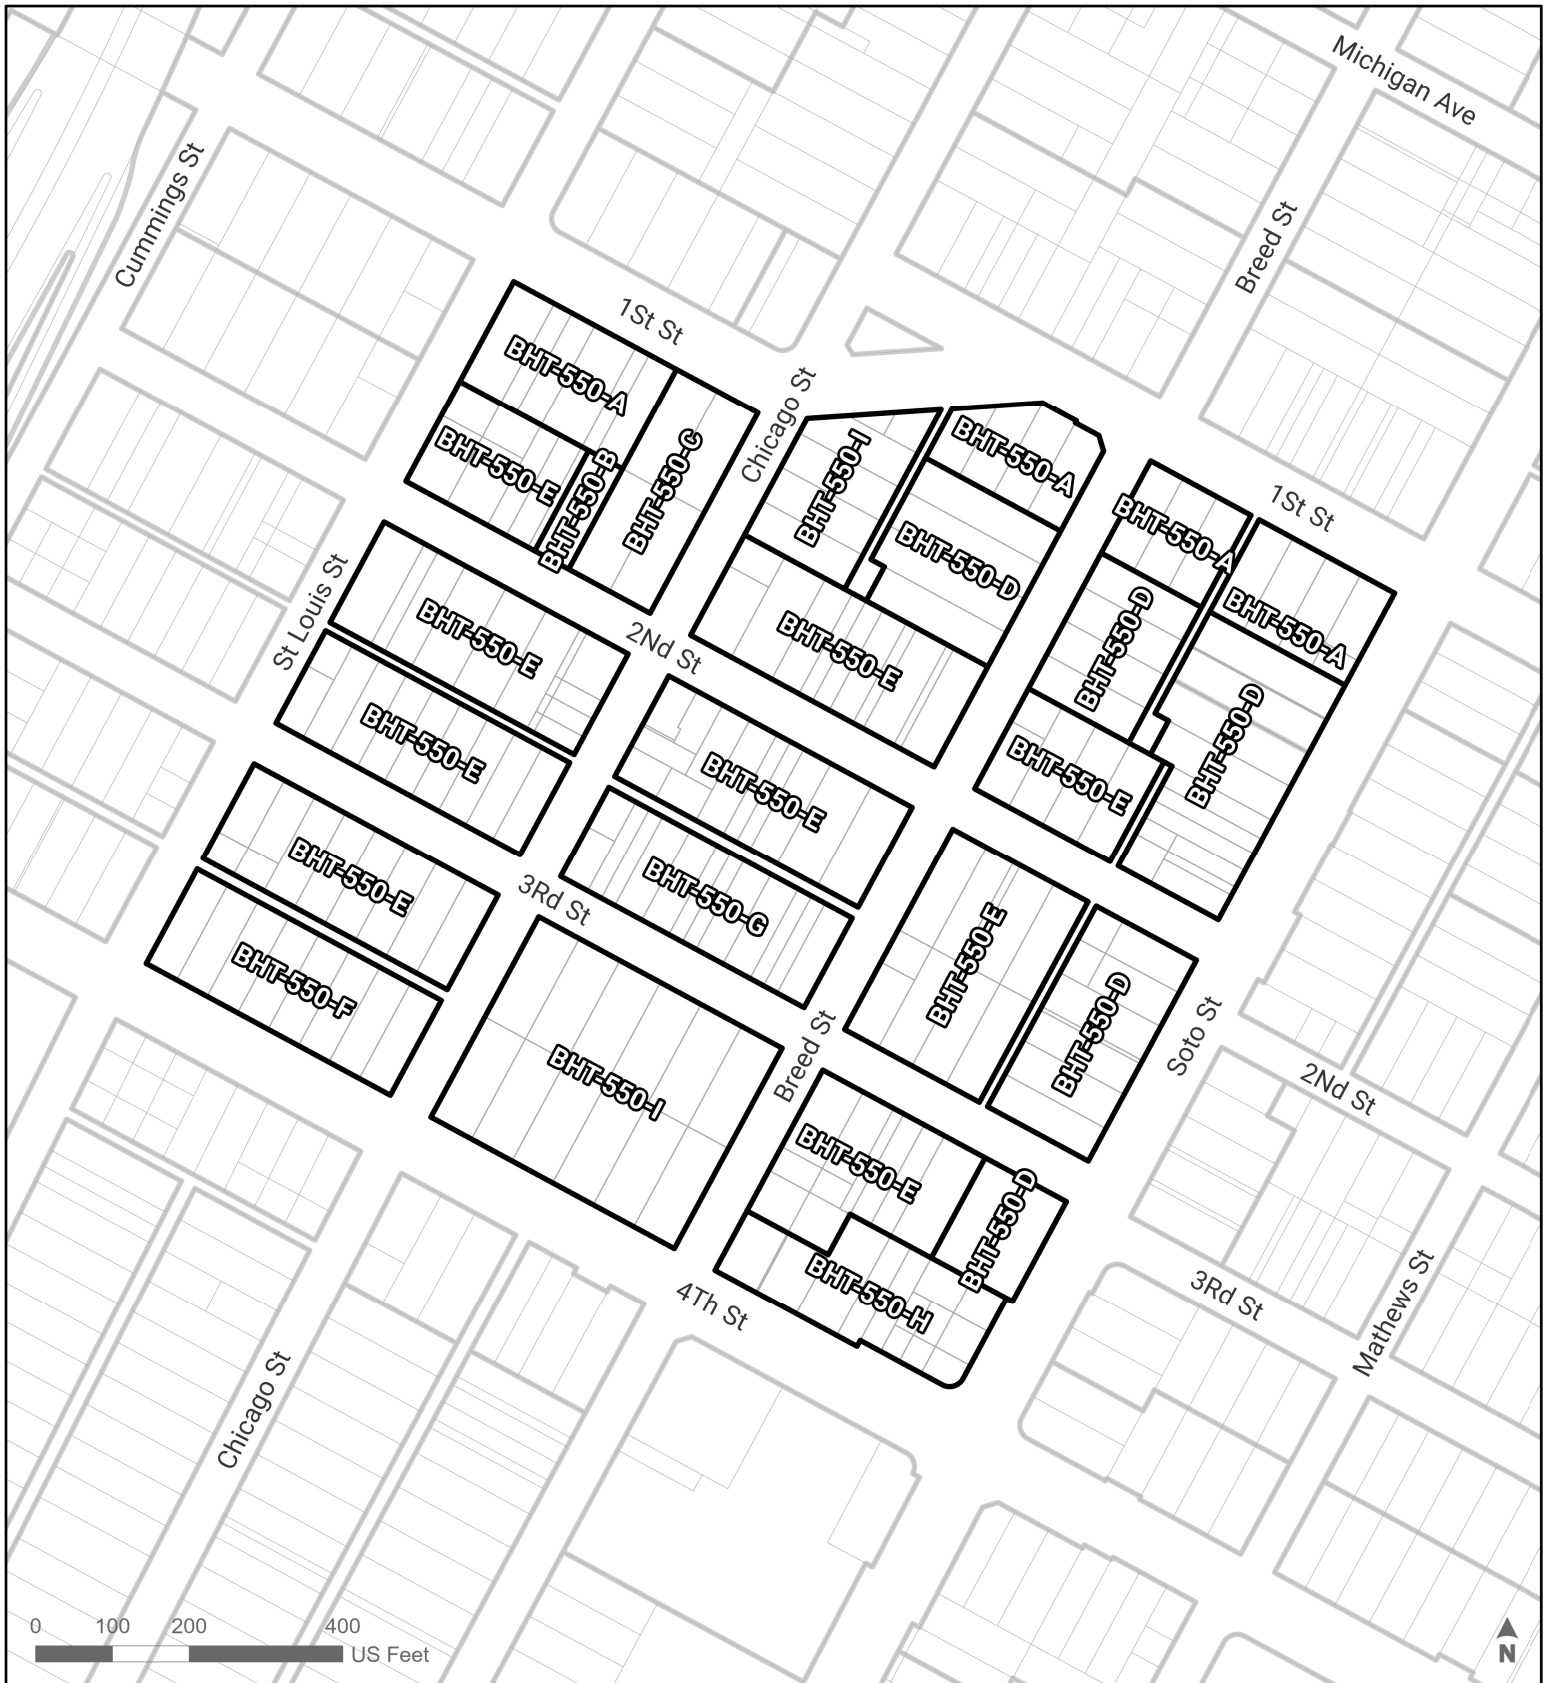 Michigan Ave
Cummings St
Breed St
1St St
BHT-550-A
Chicago St
BHT-550-I
BHT-550-A
BHT-550-E
BHT-550-B
BHT-550-G
1St St
BHT-550-A
BHT-550-D
BHT-550-A
St Louis St
BHT-550-E
2Nd St
BHT-550-E
BHT-550-D
BHT-550-D
BHT-550-E
BHT-550-E
BHT-550-E
BHT-550-E
3Rd St
BHT-550-G
BHT-550-E
BHT-550-D
BHT-550-F
BHT-550-I
Breed St
Soto St
2Nd St
BHT-550-E
BHT-550-D
BHT-550-H
4Th St
3Rd St
Mathews St
Chicago St
0 100 200 400
US Feet
N